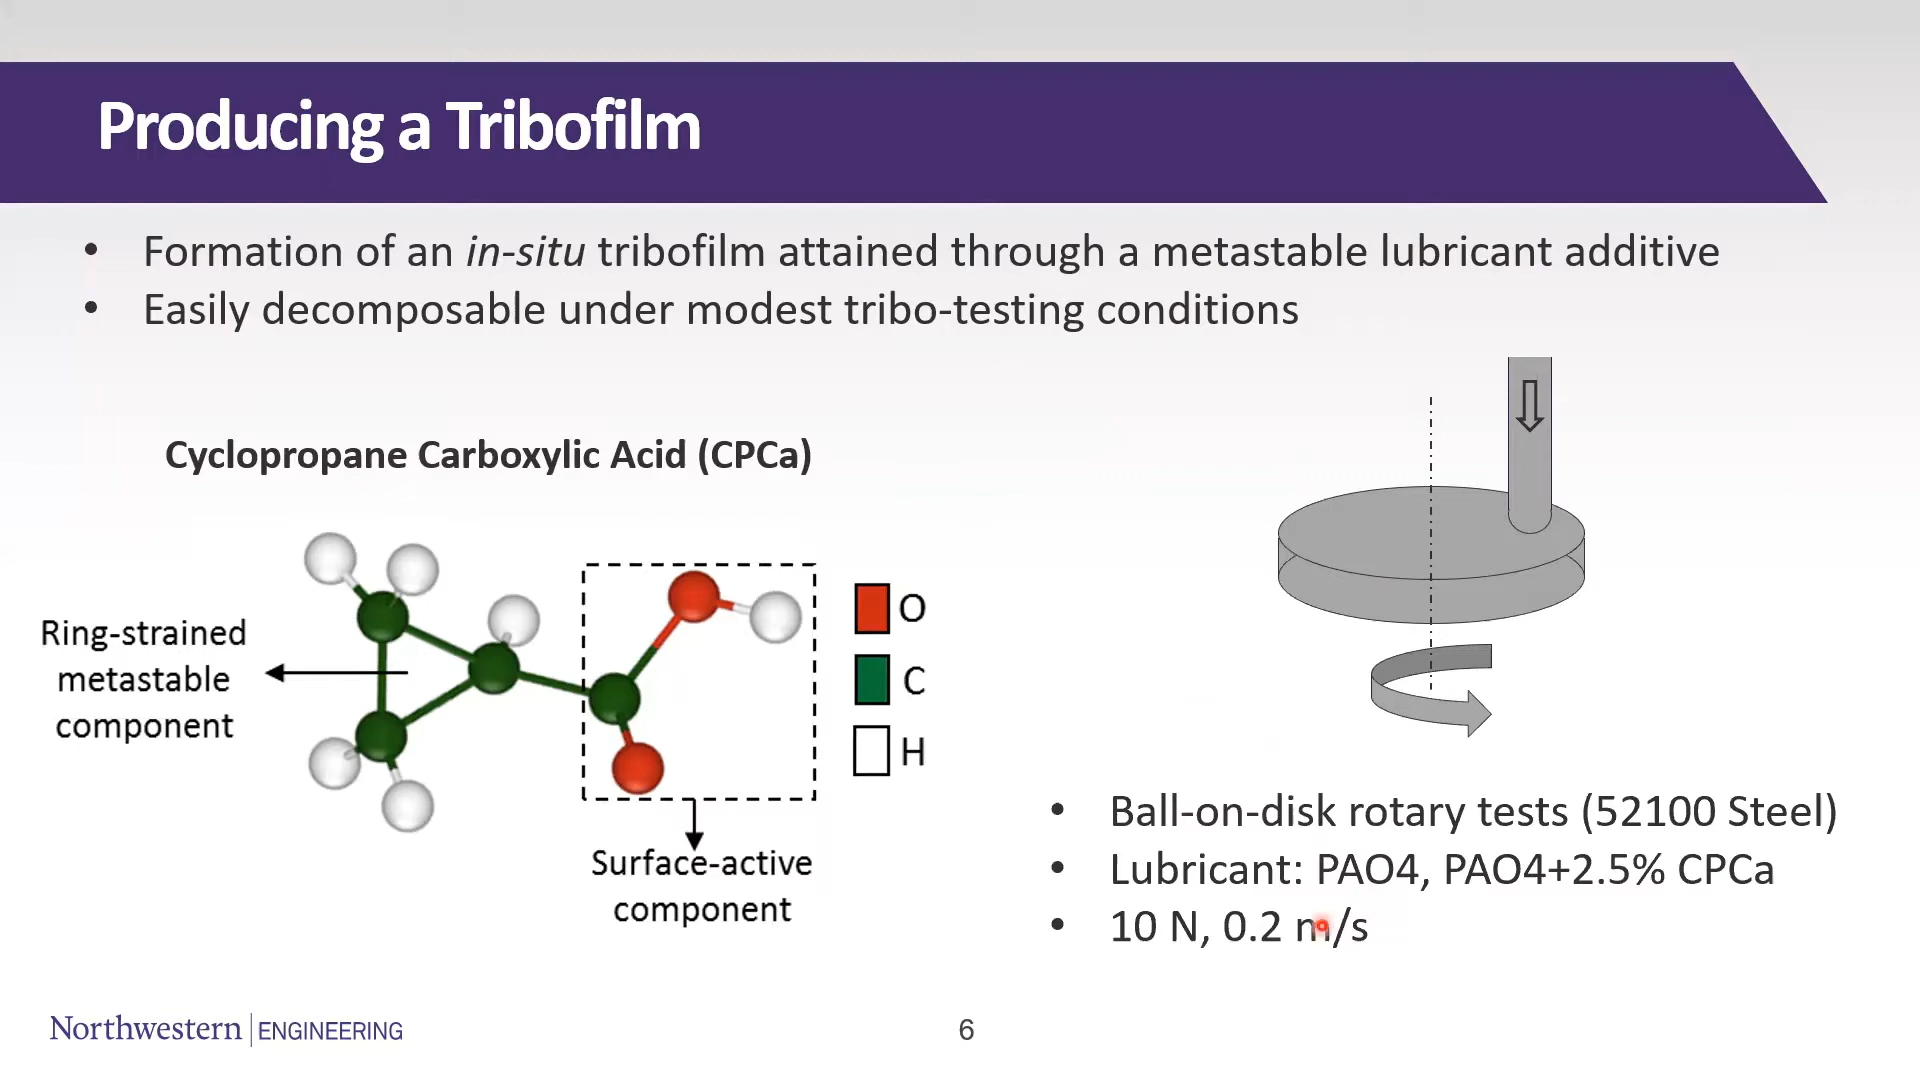 Producing a Tribofilm
• Formation of an in-situ tribofilm attained through a metastable lubricant additive
• Easily decomposable under modest tribo-testing conditions
Cyclopropane Carboxylic Acid (CPCa)
Ring-strained
metastable
component
O
C
H
Surface-active
component
• Ball-on-disk rotary tests (52100 Steel)
• Lubricant: PAO4, PAO4+2.5% CPCa
• 10 N, 0.2 m/s
Northwestern | ENGINEERING
6